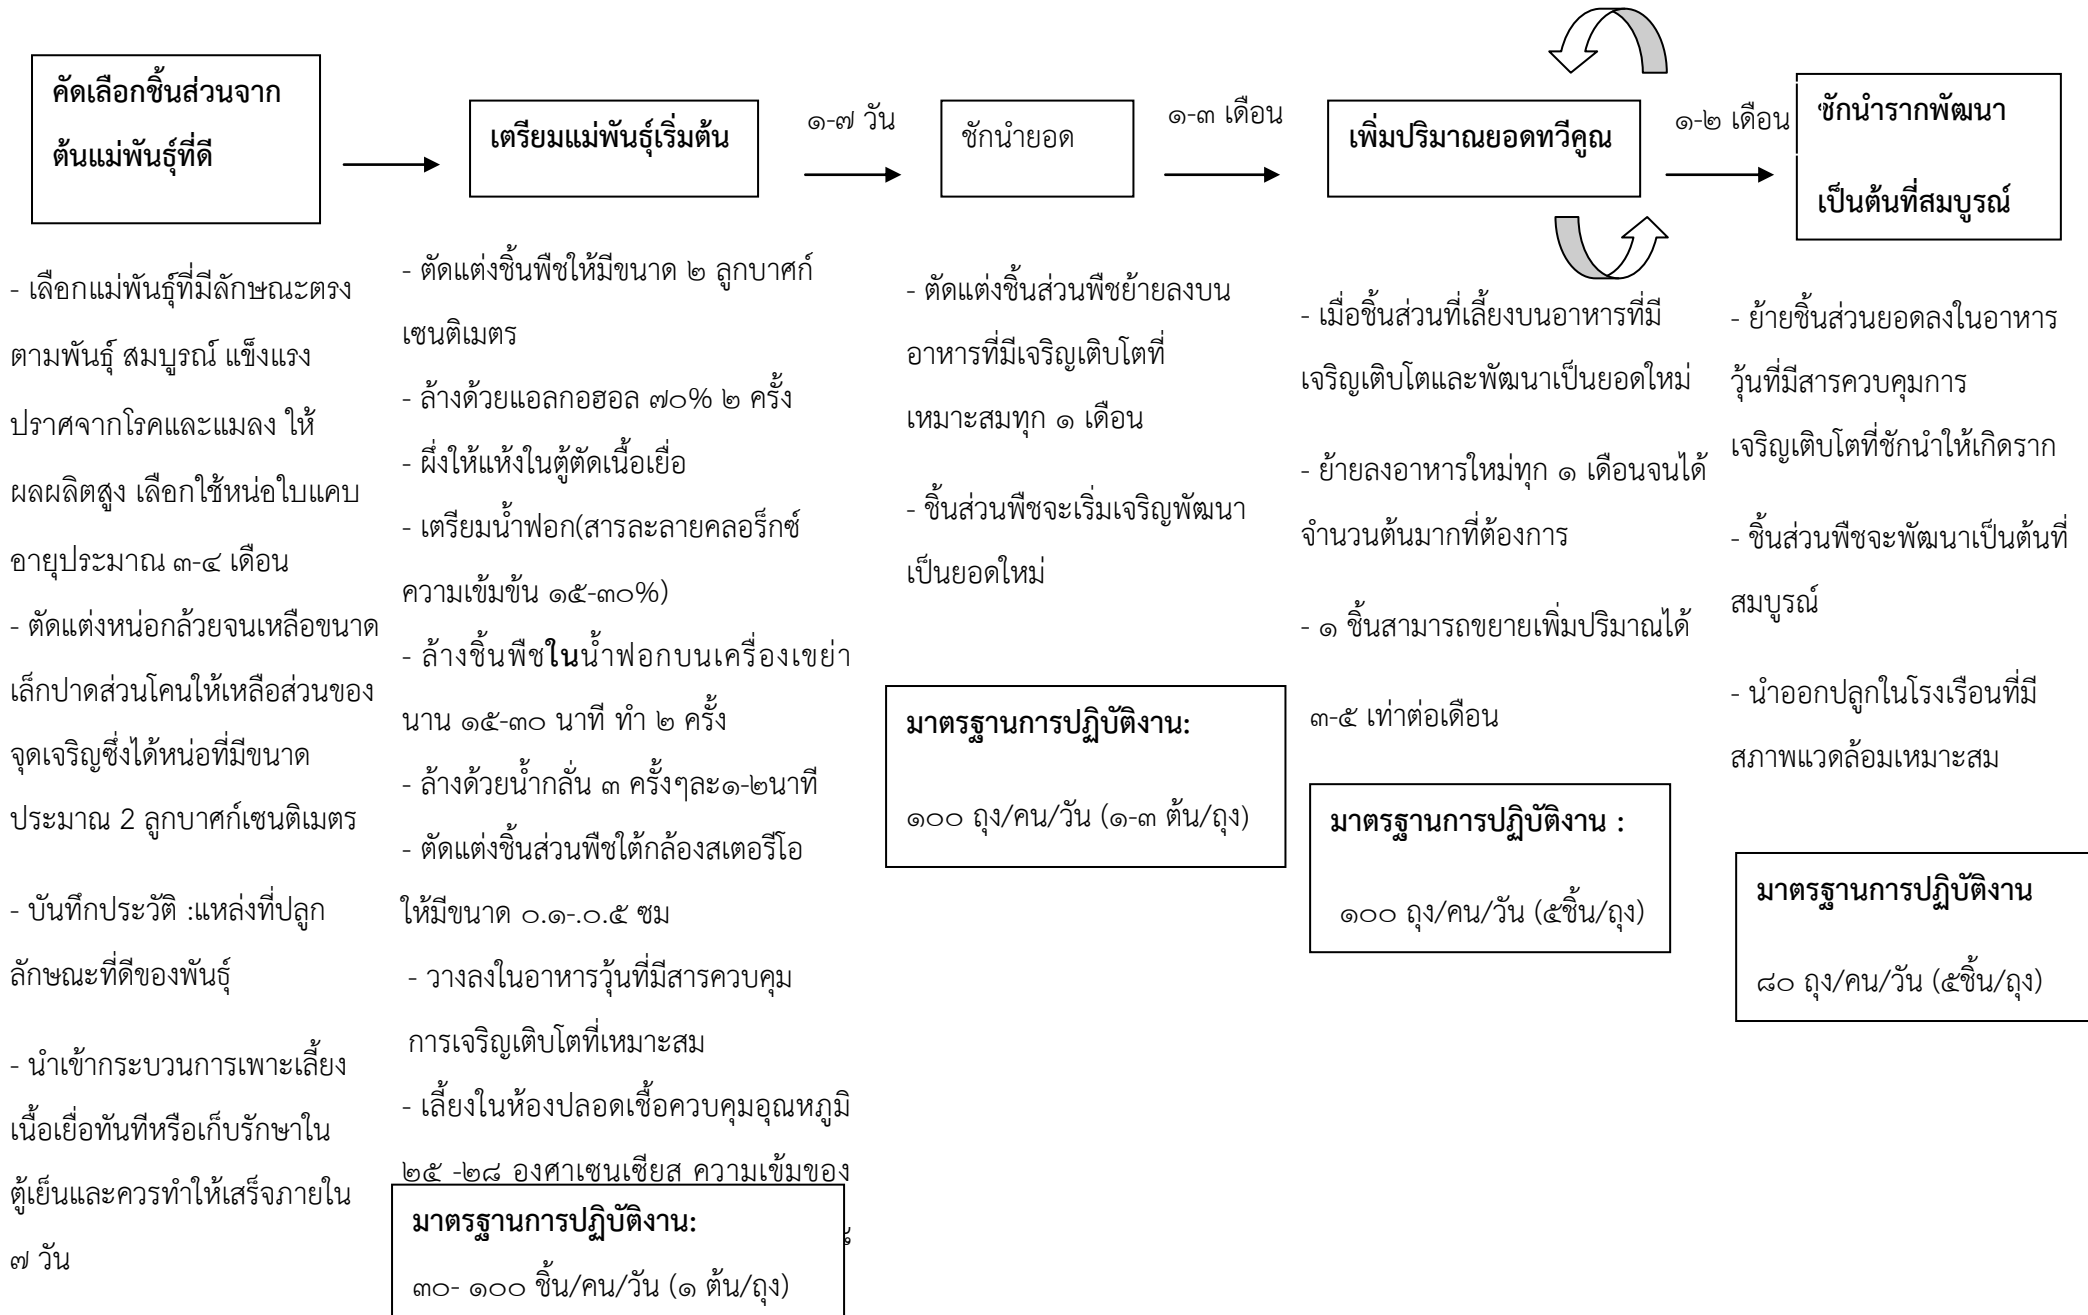 คัดเลือกชิ้นส่วนจาก
ต้นแม่พันธุ์ที่ดี
เตรียมแม่พันธุ์เริ่มต้น
๑-๗ วัน
ชักนำยอด
๑-๓ เดือน
เพิ่มปริมาณยอดทวีคูณ
๑-๒ เดือน
ชักนำรากพัฒนา
เป็นต้นที่สมบูรณ์
- เลือกแม่พันธุ์ที่มีลักษณะตรง
ตามพันธุ์ สมบูรณ์ แข็งแรง
ปราศจากโรคและแมลง ให้
ผลผลิตสูง เลือกใช้หน่อใบแคบ
อายุประมาณ ๓-๔ เดือน
- ตัดแต่งหน่อกล้วยจนเหลือขนาด
เล็กปาดส่วนโคนให้เหลือส่วนของ
จุดเจริญซึ่งได้หน่อที่มีขนาด
ประมาณ 2 ลูกบาศก์เซนติเมตร
- บันทึกประวัติ :แหล่งที่ปลูก
ลักษณะที่ดีของพันธุ์
- นำเข้ากระบวนการเพาะเลี้ยง
เนื้อเยื่อทันทีหรือเก็บรักษาใน
ตู้เย็นและควรทำให้เสร็จภายใน
๗ วัน
- ตัดแต่งชิ้นพืชให้มีขนาด ๒ ลูกบาศก์
เซนติเมตร
- ล้างด้วยแอลกอฮอล ๗๐% ๒ ครั้ง
- ผึ่งให้แห้งในตู้ตัดเนื้อเยื่อ
- เตรียมน้ำฟอก(สารละลายคลอร็กซ์
ความเข้มข้น ๑๕-๓๐%)
- ล้างชิ้นพืชในน้ำฟอกบนเครื่องเขย่า
นาน ๑๕-๓๐ นาที ทำ ๒ ครั้ง
- ล้างด้วยน้ำกลั่น ๓ ครั้งๆละ๑-๒นาที
- ตัดแต่งชิ้นส่วนพืชใต้กล้องสเตอรีโอ
ให้มีขนาด ๐.๑-.๐.๕ ซม
- วางลงในอาหารวุ้นที่มีสารควบคุม
การเจริญเติบโตที่เหมาะสม
- เลี้ยงในห้องปลอดเชื้อควบคุมอุณหภูมิ
๒๕ -๒๘ องศาเซนเซียส ความเข้มของ
มาตรฐานการปฏิบัติงาน:
๓๐- ๑๐๐ ชิ้น/คน/วัน (๑ ต้น/ถุง)
- ตัดแต่งชิ้นส่วนพืชย้ายลงบน
อาหารที่มีเจริญเติบโตที่
เหมาะสมทุก ๑ เดือน
- ชิ้นส่วนพืชจะเริ่มเจริญพัฒนา
เป็นยอดใหม่
มาตรฐานการปฏิบัติงาน:
๑๐๐ ถุง/คน/วัน (๑-๓ ต้น/ถุง)
- เมื่อชิ้นส่วนที่เลี้ยงบนอาหารที่มี
เจริญเติบโตและพัฒนาเป็นยอดใหม่
- ย้ายลงอาหารใหม่ทุก ๑ เดือนจนได้
จำนวนต้นมากที่ต้องการ
- ๑ ชิ้นสามารถขยายเพิ่มปริมาณได้
๓-๕ เท่าต่อเดือน
มาตรฐานการปฏิบัติงาน :
๑๐๐ ถุง/คน/วัน (๕ชิ้น/ถุง)
- ย้ายชิ้นส่วนยอดลงในอาหาร
วุ้นที่มีสารควบคุมการ
เจริญเติบโตที่ชักนำให้เกิดราก
- ชิ้นส่วนพืชจะพัฒนาเป็นต้นที่
สมบูรณ์
- นำออกปลูกในโรงเรือนที่มี
สภาพแวดล้อมเหมาะสม
มาตรฐานการปฏิบัติงาน
๘๐ ถุง/คน/วัน (๕ชิ้น/ถุง)